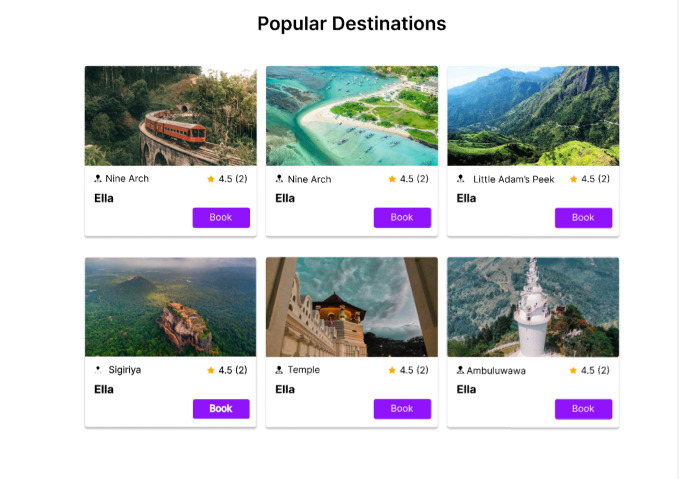 Popular Destinations
Nine Arch 4.5 (2)
Ella
Book
Nine Arch 4.5 (2)
Ella
Book
Little Adam's Peek 4.5 (2)
Ella
Book
Sigiriya 4.5 (2)
Ella
Book
Temple 4.5 (2)
Ella
Book
Ambuluwawa 4.5 (2)
Ella
Book